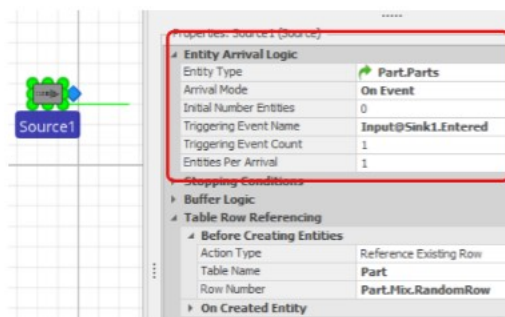 Properties: Source1 (Source)
Entity Arrival Logic
Entity Type Part.Parts
Arrival Mode On Event
Initial Number Entities 0
Triggering Event Name Input@Sink1.Entered
Triggering Event Count 1
Entities Per Arrival 1
Stopping Conditions
Buffer Logic
Table Row Referencing
Before Creating Entities
Action Type Reference Existing Row
Table Name Part
Row Number Part.Mix.RandomRow
On Created Entity
Source1